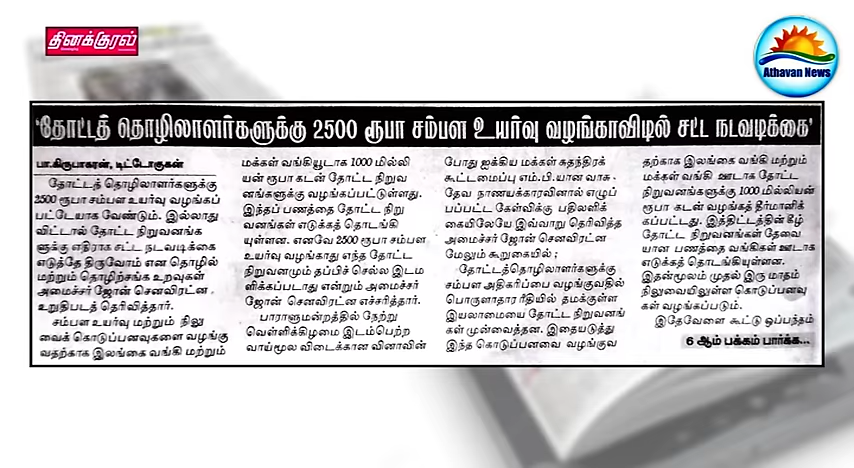 தினக்குரல்
Athavan News
'தோட்டத் தொழிலாளர்களுக்கு 2500 ரூபா சம்பள உயர்வு வழங்காவிடில் சட்ட நடவடிக்கை'
பா.கிருபாகரன், டிட்டோகுகன்
தோட்டத் தொழிலாளர்களுக்கு
2500 ரூபா சம்பள உயர்வு வழங்கப்
பட்டேயாக வேண்டும். இல்லாது
விட்டால் தோட்ட நிறுவனங்க
ளுக்கு எதிராக சட்ட நடவடிக்கை
எடுத்தே திருவோம் என தொழில்
மற்றும் தொழிற்சங்க உறவுகள்
அமைச்சர் ஜோன் செனவிரட்ன
உறுதிபடத் தெரிவித்தார்.
சம்பள உயர்வு மற்றும் நிலு
வைக் கொடுப்பனவுகளை வழங்கு
வதற்காக இலங்கை வங்கி மற்றும்
மக்கள் வங்கியூடாக 1000 மில்லி
யன் ரூபா கடன் தோட்ட நிறுவ
னங்களுக்கு வழங்கப்பட்டுள்ளது.
இந்தப் பணத்தை தோட்ட நிறு
வனங்கள் எடுக்கத் தொடங்கி
யுள்ளன. எனவே 2500 ரூபா சம்பள
உயர்வு வழங்காது எந்த தோட்ட
நிறுவனமும் தப்பிச் செல்ல இடம
ளிக்கப்படாது என்றும் அமைச்சர்
ஜோன் செனவிரட்ன எச்சரித்தார்.
பாராளுமன்றத்தில் நேற்று
வெள்ளிக்கிழமை இடம்பெற்ற
வாய்மூல விடைக்கான வினாவின்
போது ஐக்கிய மக்கள் சுதந்திரக்
கூட்டமைப்பு எம்.பி.யான வாசு
தேவ நாணயக்காரவினால் எழுப்
பப்பட்ட கேள்விக்கு பதிலளிக்
கையிலேயே இவ்வாறு தெரிவித்த
அமைச்சர் ஜோன் செனவிரட்ன
மேலும் கூறுகையில் ;
தோட்டத்தொழிலாளர்களுக்கு
சம்பள அதிகரிப்பை வழங்குவதில்
பொருளாதார ரீதியில் தமக்குள்ள
இயலாமையை தோட்ட நிறுவனங்
கள் முன்வைத்தன. இதையடுத்து
இந்த கொடுப்பனவை வழங்குவ
தற்காக இலங்கை வங்கி மற்றும்
மக்கள் வங்கி ஊடாக தோட்ட
நிறுவனங்களுக்கு 1000 மில்லியன்
ரூபா கடன் வழங்கத் தீர்மானிக்
கப்பட்டது. இத்திட்டத்தின் கீழ்
தோட்ட நிறுவனங்கள் தேவை
யான பணத்தை வங்கிகள் ஊடாக
எடுக்கத் தொடங்கியுள்ளன.
இதன்மூலம் முதல் இரு மாதம்
நிலுவையிலுள்ள கொடுப்பனவு
கள் வழங்கப்படும்.
இதேவேளை கூட்டு ஒப்பந்தம்
6 ஆம் பக்கம் பார்க்க...